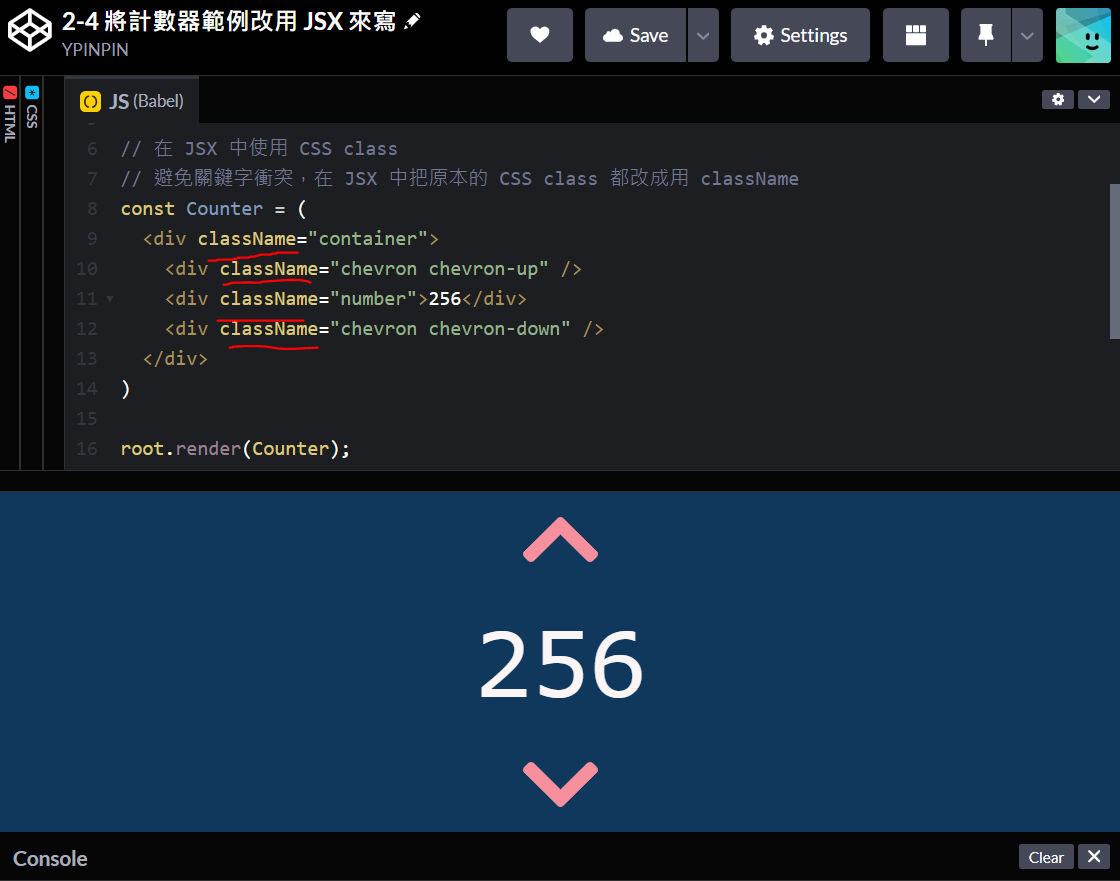 2-4 將計數器範例改用 JSX 來寫
YPINPIN
Save
Settings
HTML
CSS
JS (Babel)
6 // 在 JSX 中使用 CSS class
7 // 避免關鍵字衝突，在 JSX 中把原本的 CSS class 都改成用 className
8 const Counter = (
9 <div className="container">
10 <div className="chevron chevron-up" />
11 <div className="number">256</div>
12 <div className="chevron chevron-down" />
13 </div>
14 )
15
16 root.render(Counter);
256
Console
Clear